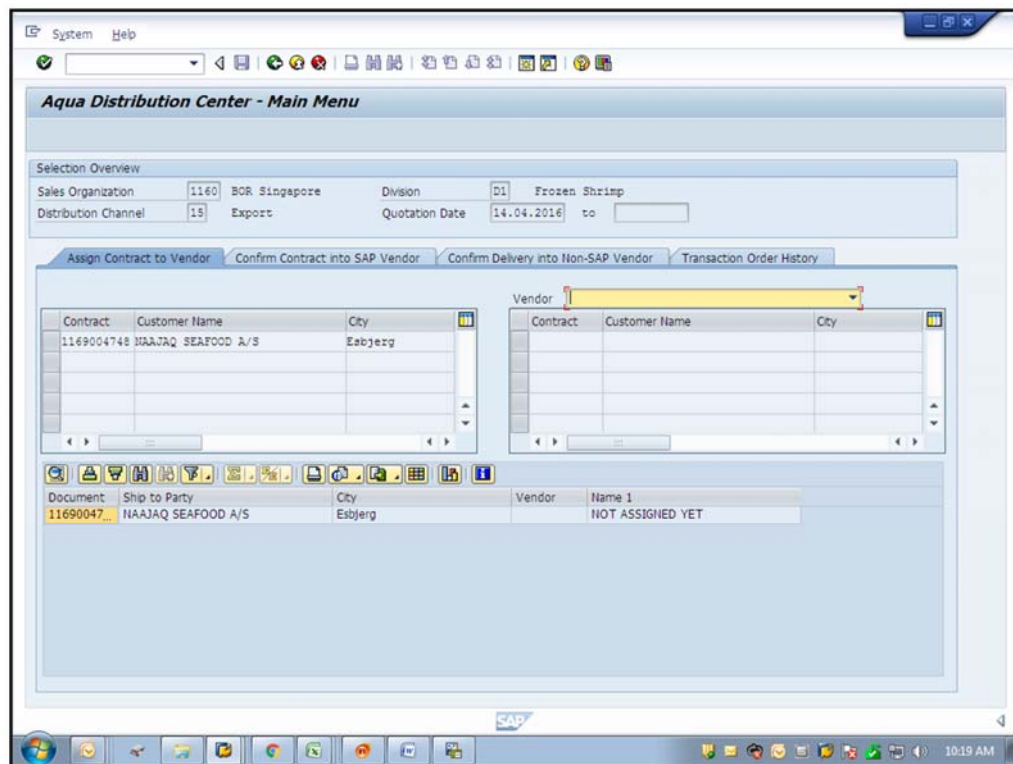 System Help
Aqua Distribution Center - Main Menu
Selection Overview
Sales Organization 1160 BOR Singapore Division D1 Frozen Shrimp
Distribution Channel 15 Export Quotation Date 14.04.2016 to
Assign Contract to Vendor Confirm Contract into SAP Vendor Confirm Delivery into Non-SAP Vendor Transaction Order History
Vendor
Contract Customer Name City Contract Customer Name City
1169004748 NAAJAQ SEAFOOD A/S Esbjerg
Document Ship to Party City Vendor Name 1
11690047... NAAJAQ SEAFOOD A/S Esbjerg NOT ASSIGNED YET
SAP
10:19 AM